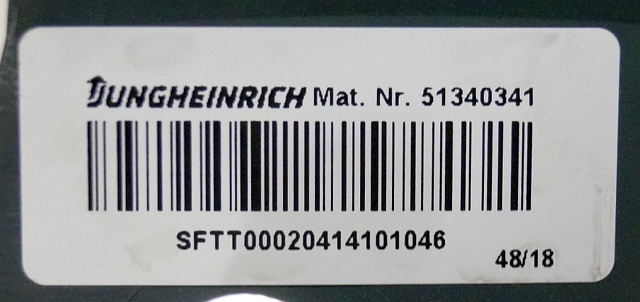 JUNGHEINRICH Mat. Nr. 51340341
SFTT00020414101046
48/18